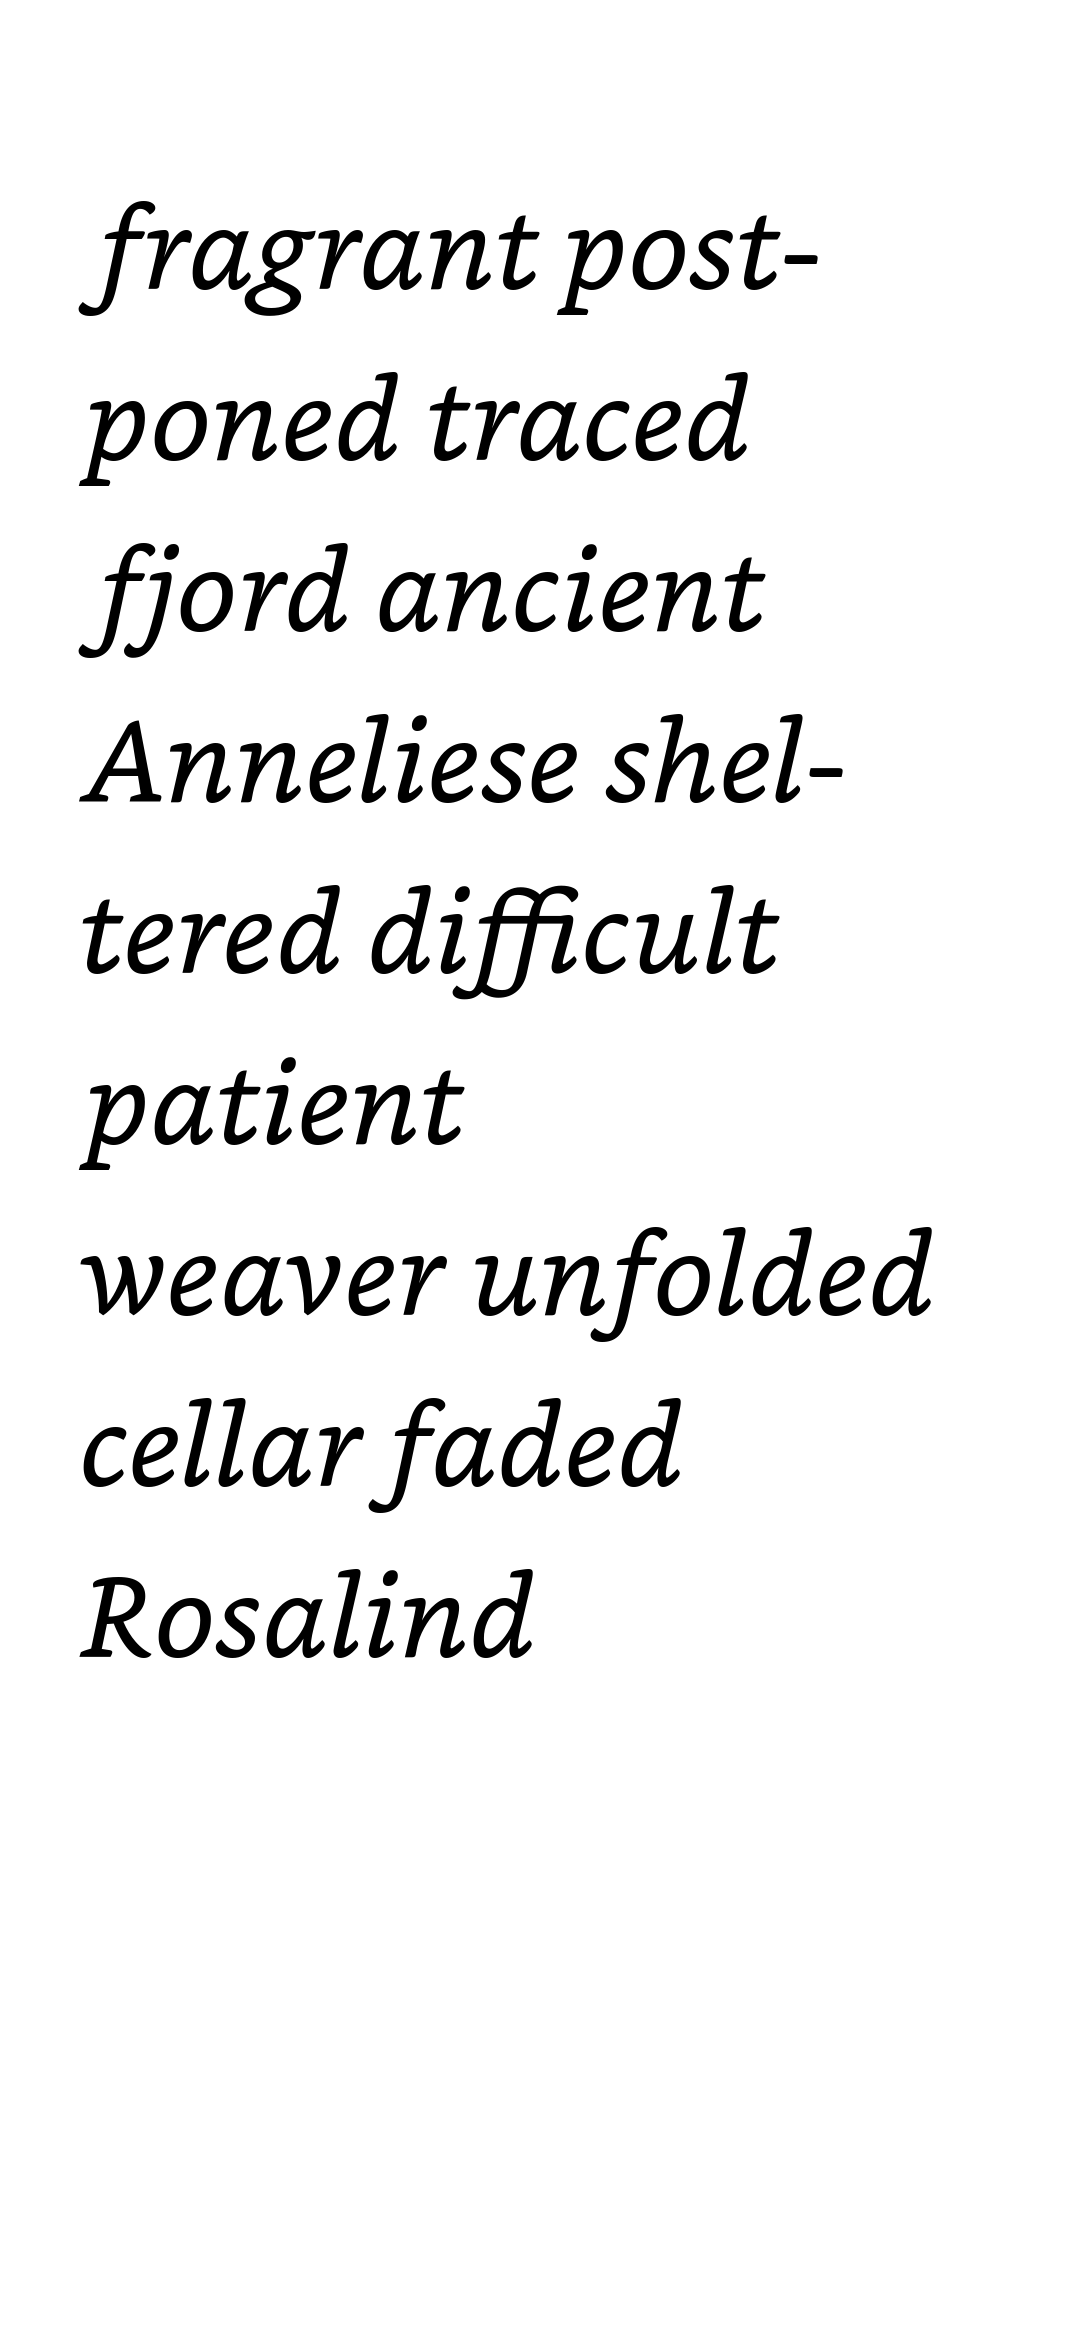 fragrant post-
poned traced
fjord ancient
Anneliese shel-
tered difficult
patient
weaver unfolded
cellar faded
Rosalind